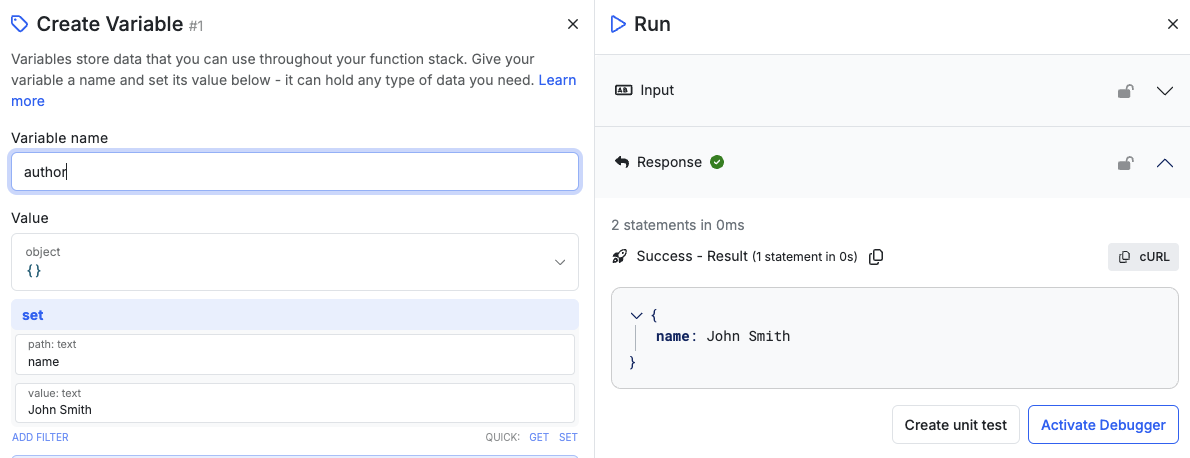 Create Variable #1
Variables store data that you can use throughout your function stack. Give your
variable a name and set its value below - it can hold any type of data you need. Learn
more
Variable name
author
Value
object
{}
set
path: text
name
value: text
John Smith
ADD FILTER
QUICK: GET SET
Run
Input
Response
2 statements in 0ms
Success - Result (1 statement in 0s)
cURL
{
name: John Smith
}
Create unit test
Activate Debugger